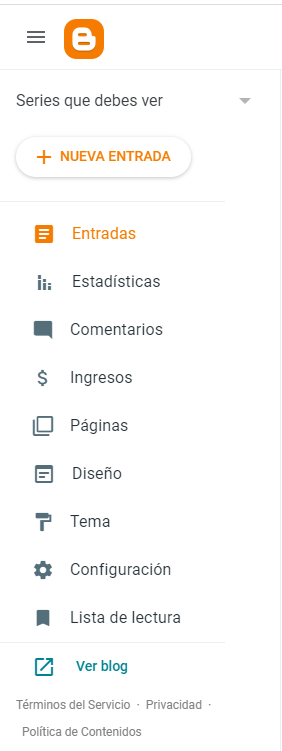 Series que debes ver
NUEVA ENTRADA
Entradas
Estadísticas
Comentarios
Ingresos
Páginas
Diseño
Tema
Configuración
Lista de lectura
Ver blog
Términos del Servicio · Privacidad ·
Política de Contenidos